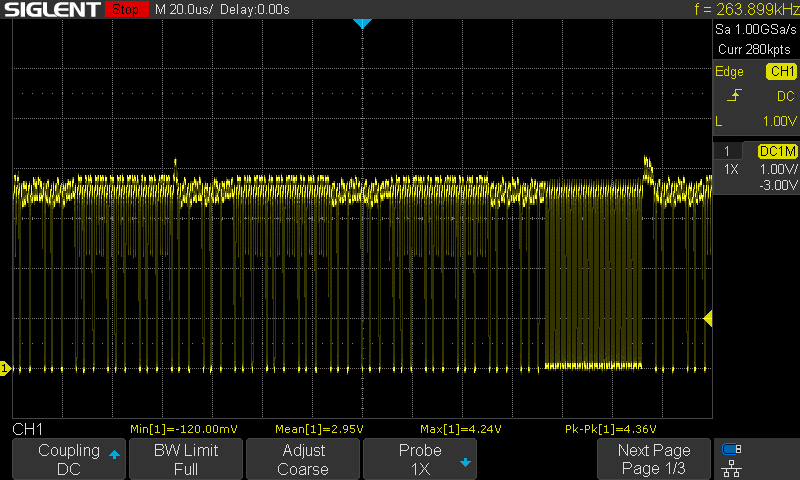 SIGLENT Stop M 20.0us/ Delay:0.00s f = 263.899kHz
Sa 1.00GSa/s
Curr 280kpts
Edge CH1
DC
L 1.00V
1 DC1M
1X 1.00V/
-3.00V
1
CH1 Min[1]=-120.00mV Mean[1]=2.95V Max[1]=4.24V Pk-Pk[1]=4.36V
Coupling BW Limit Adjust Probe Next Page
DC Full Coarse 1X Page 1/3